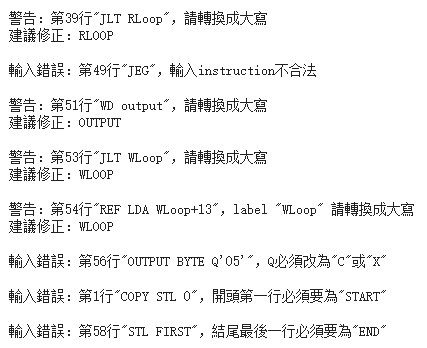 警告：第39行"JLT RLoop"，請轉換成大寫
建議修正：RLOOP
輸入錯誤：第49行"JEG"，輸入instruction不合法
警告：第51行"WD output"，請轉換成大寫
建議修正：OUTPUT
警告：第53行"JLT WLoop"，請轉換成大寫
建議修正：WLOOP
警告：第54行"REF LDA WLoop+13"，label "WLoop" 請轉換成大寫
建議修正：WLOOP
輸入錯誤：第56行"OUTPUT BYTE Q'05'"，Q必須改為"C"或"X"
輸入錯誤：第1行"COPY STL 0"，開頭第一行必須要為"START"
輸入錯誤：第58行"STL FIRST"，結尾最後一行必須要為"END"